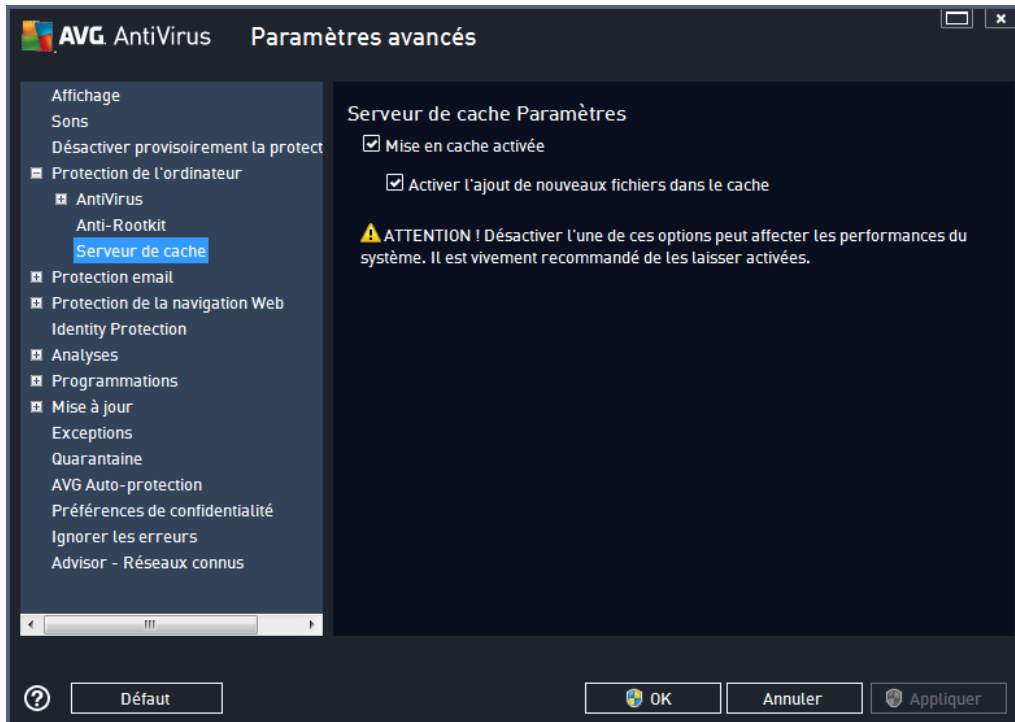 AVG. AntiVirus Paramètres avancés
Affichage
Sons
Désactiver provisoirement la protect
Protection de l'ordinateur
AntiVirus
Anti-Rootkit
Serveur de cache
Protection email
Protection de la navigation Web
Identity Protection
Analyses
Programmations
Mise à jour
Exceptions
Quarantaine
AVG Auto-protection
Préférences de confidentialité
Ignorer les erreurs
Advisor - Réseaux connus
Serveur de cache Paramètres
Mise en cache activée
Activer l'ajout de nouveaux fichiers dans le cache
ATTENTION ! Désactiver l'une de ces options peut affecter les performances du
système. Il est vivement recommandé de les laisser activées.
Défaut
OK
Annuler
Appliquer